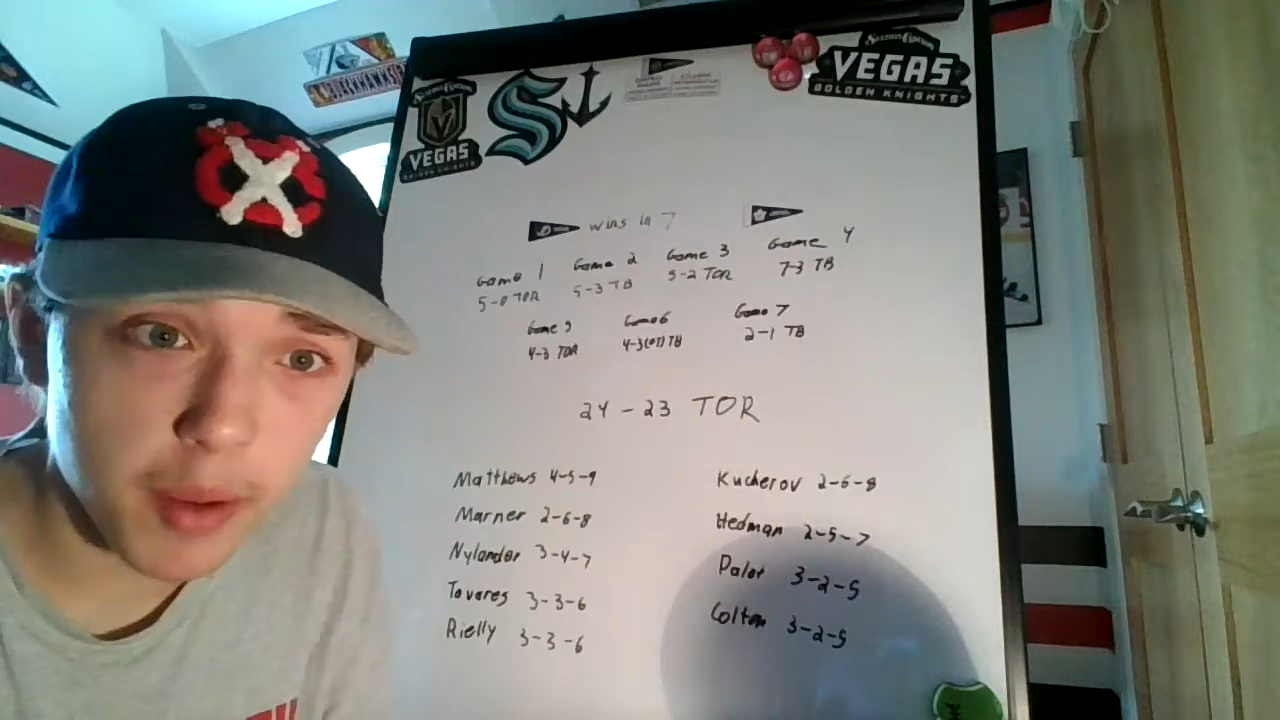 BLACKHAWKS
VEGAS
GOLDEN KNIGHTS
VEGAS
GOLDEN KNIGHTS
wins in 7
Game 1
5-0 TOR
Game 2
5-3 TB
Game 3
5-2 TOR
Game 4
7-3 TB
Game 5
4-3 TOR
Game 6
4-3(OT) TB
Game 7
2-1 TB
24 - 23 TOR
Matthews 4-5-9
Marner 2-6-8
Nylander 3-4-7
Tavares 3-3-6
Rielly 3-3-6
Kucherov 2-6-8
Hedman 2-5-7
Palat 3-2-5
Colton 3-2-5